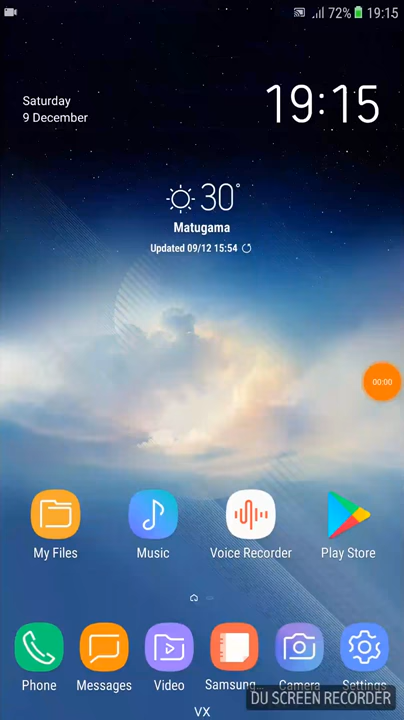 72% 19:15
Saturday
9 December
19:15
30°
Matugama
Updated 09/12 15:54
00:00
My Files
Music
Voice Recorder
Play Store
Phone
Messages
Video
Samsung...
Camera
Settings
DU SCREEN RECORDER
VX